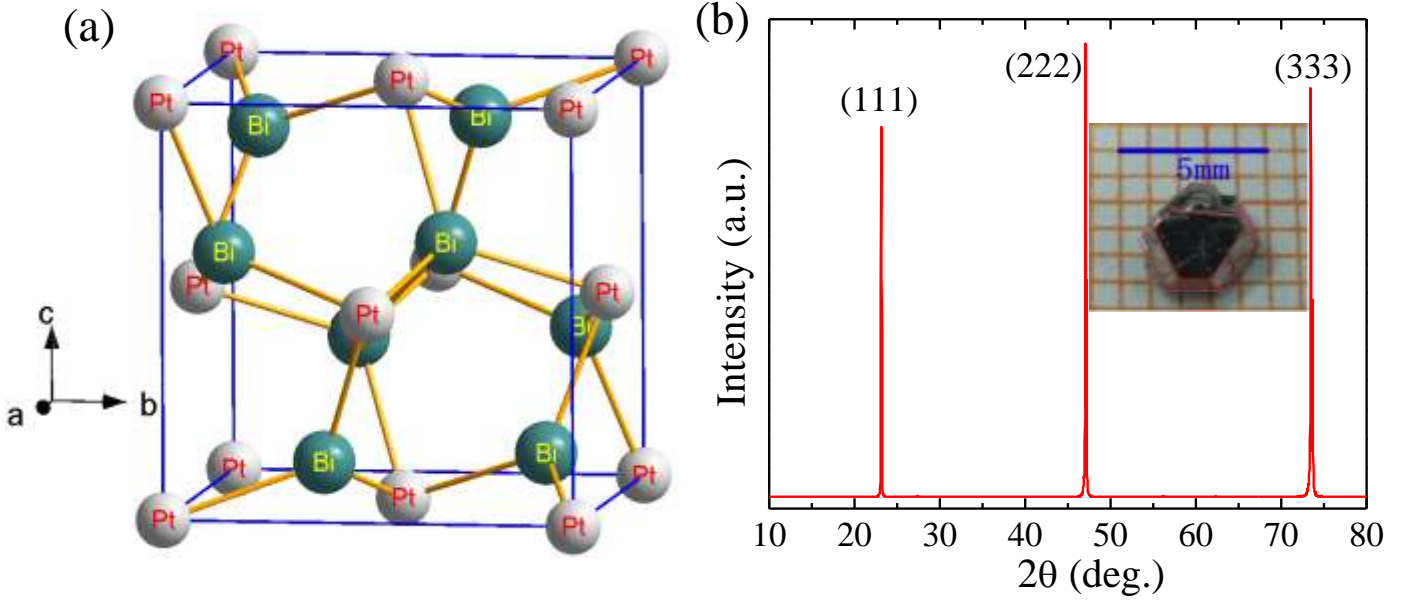 (a)
Pt
Pt
Pt
Pt
Pt
Bi
Bi
Bi
Bi
Pt
Pt
Pt
Bi
Bi
Bi
Pt
Pt
Pt
Pt
Pt
c
a
b
(b)
(111)
(222)
(333)
5mm
Intensity (a.u.)
10
20
30
40
50
60
70
80
2θ (deg.)